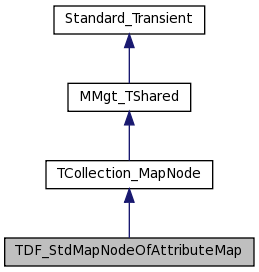 Standard_Transient
MMgt_TShared
TCollection_MapNode
TDF_StdMapNodeOfAttributeMap